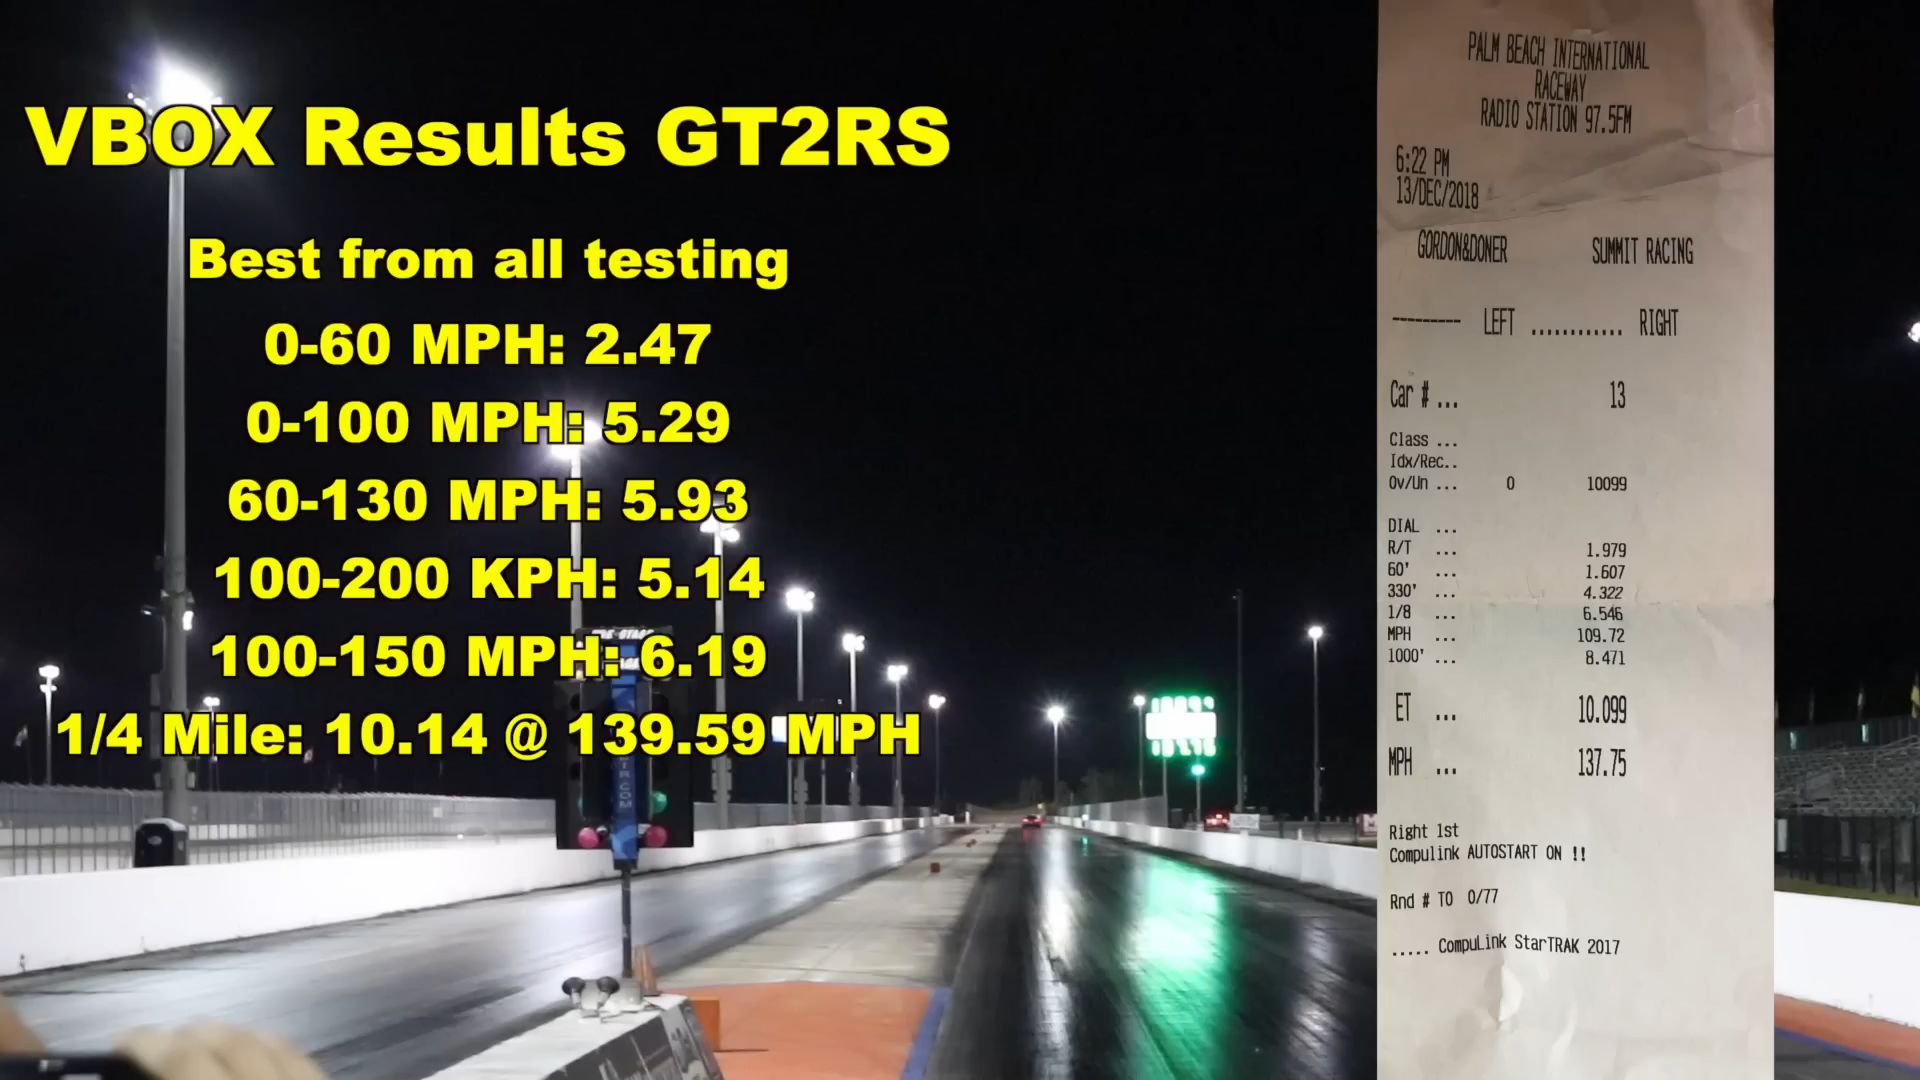 VBOX Results GT2RS
Best from all testing
0-60 MPH: 2.47
0-100 MPH: 5.29
60-130 MPH: 5.93
100-200 KPH: 5.14
100-150 MPH: 6.19
1/4 Mile: 10.14 @ 139.59 MPH
PALM BEACH INTERNATIONAL
RACEWAY
RADIO STATION 97.5FM
6:22 PM
13/DEC/2018
GORDON&DONER SUMMIT RACING
--------- LEFT ............ RIGHT
Car # ... 13
Class ...
Idx/Rec..
Ov/Un ... 0 10099
DIAL ...
R/T ... 1.979
60' ... 1.607
330' ... 4.322
1/8 ... 6.546
MPH ... 109.72
1000' ... 8.471
ET ... 10.099
MPH ... 137.75
Right 1st
Compulink AUTOSTART ON !!
Rnd # TO 0/77
..... CompuLink StarTRAK 2017